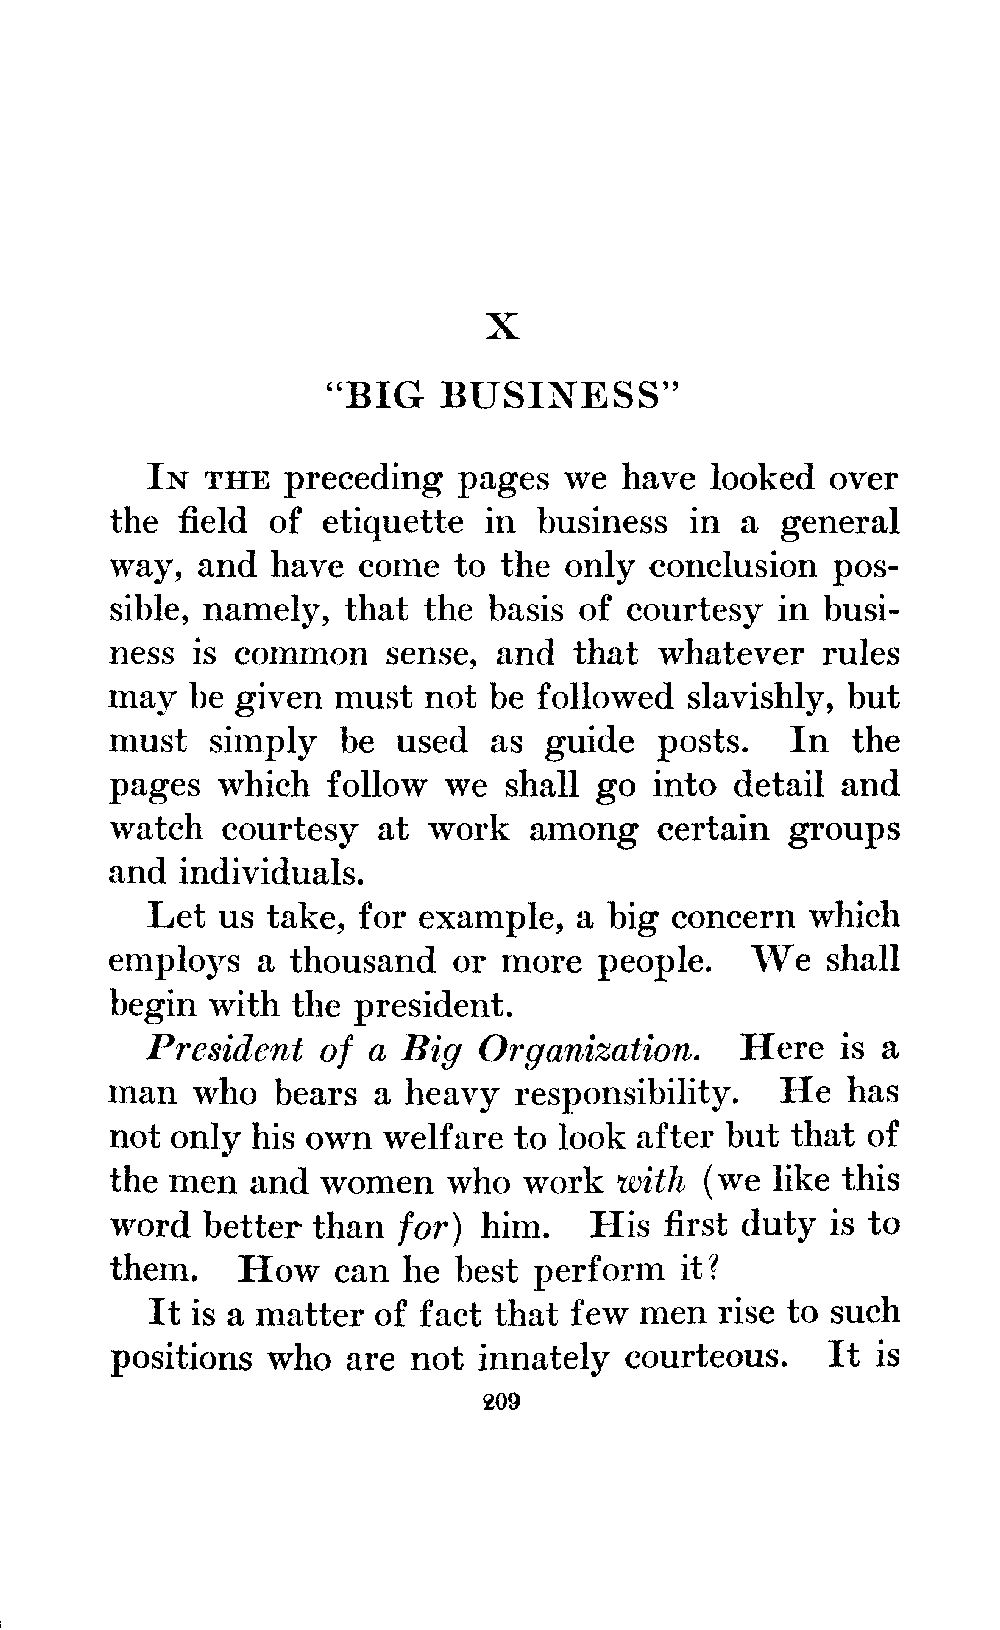 X
“BIG BUSINESS”
IN THE preceding pages we have looked over
the field of etiquette in business in a general
way, and have come to the only conclusion pos-
sible, namely, that the basis of courtesy in busi-
ness is common sense, and that whatever rules
may be given must not be followed slavishly, but
must simply be used as guide posts. In the
pages which follow we shall go into detail and
watch courtesy at work among certain groups
and individuals.
Let us take, for example, a big concern which
employs a thousand or more people. We shall
begin with the president.
President of a Big Organization. Here is a
man who bears a heavy responsibility. He has
not only his own welfare to look after but that of
the men and women who work with (we like this
word better than for) him. His first duty is to
them. How can he best perform it?
It is a matter of fact that few men rise to such
positions who are not innately courteous. It is
209